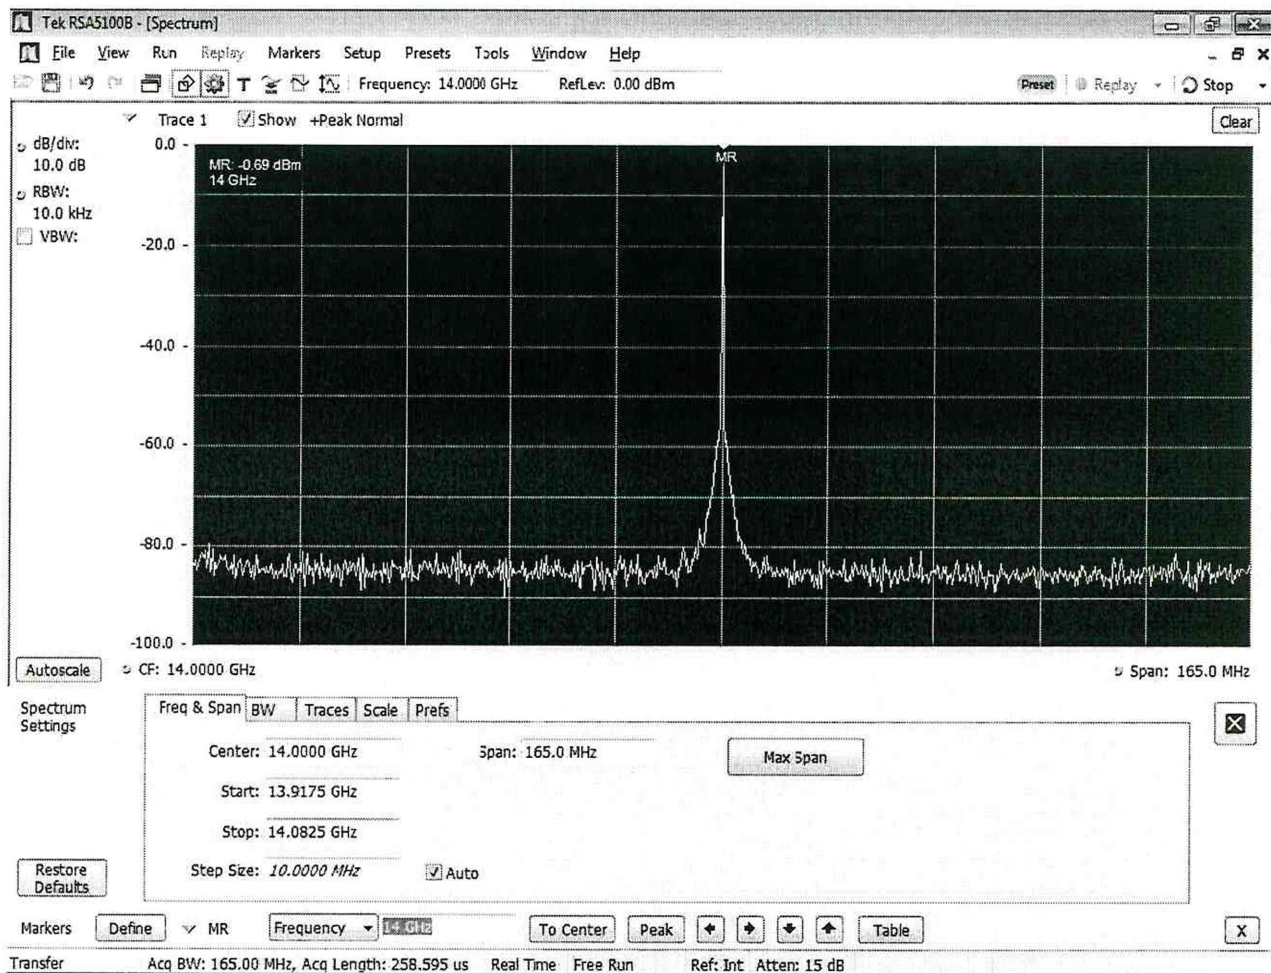 Tek RSA5100B - [Spectrum]
File View Run Replay Markers Setup Presets Tools Window Help
T Frequency: 14.0000 GHz RefLev: 0.00 dBm Preset Replay Stop
Trace 1 Show +Peak Normal Clear
dB/div:
10.0 dB
RBW:
10.0 kHz
VBW:
0.0
MR: -0.69 dBm
14 GHz
MR
-20.0
-40.0
-60.0
-80.0
-100.0
Autoscale CF: 14.0000 GHz Span: 165.0 MHz
Spectrum
Settings
Freq & Span BW Traces Scale Prefs
Center: 14.0000 GHz Span: 165.0 MHz Max Span
Start: 13.9175 GHz
Stop: 14.0825 GHz
Step Size: 10.0000 MHz Auto
Restore
Defaults
Markers Define MR Frequency 14 GHz To Center Peak Table X
Transfer Acq BW: 165.00 MHz, Acq Length: 258.595 us Real Time Free Run Ref: Int Atten: 15 dB